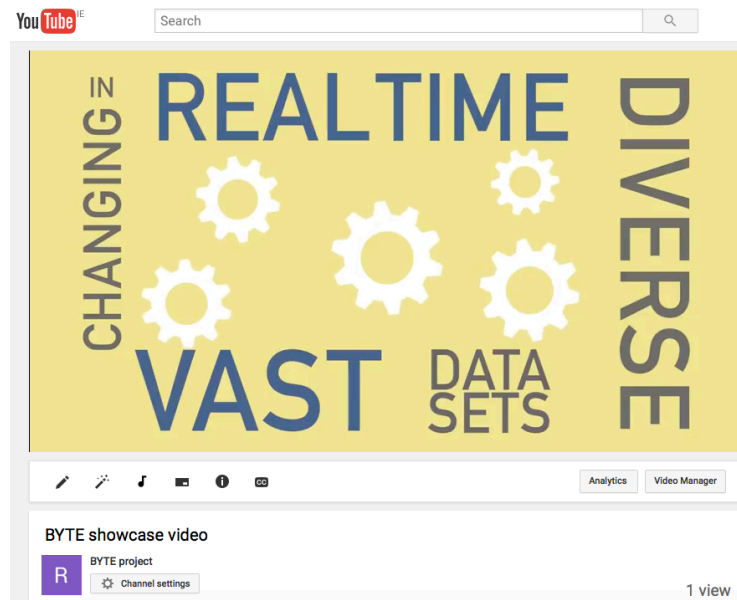 YouTube IE
Search
CHANGING IN
REALTIME
DIVERSE
VAST
DATA
SETS
CC
Analytics
Video Manager
BYTE showcase video
R
BYTE project
Channel settings
1 view